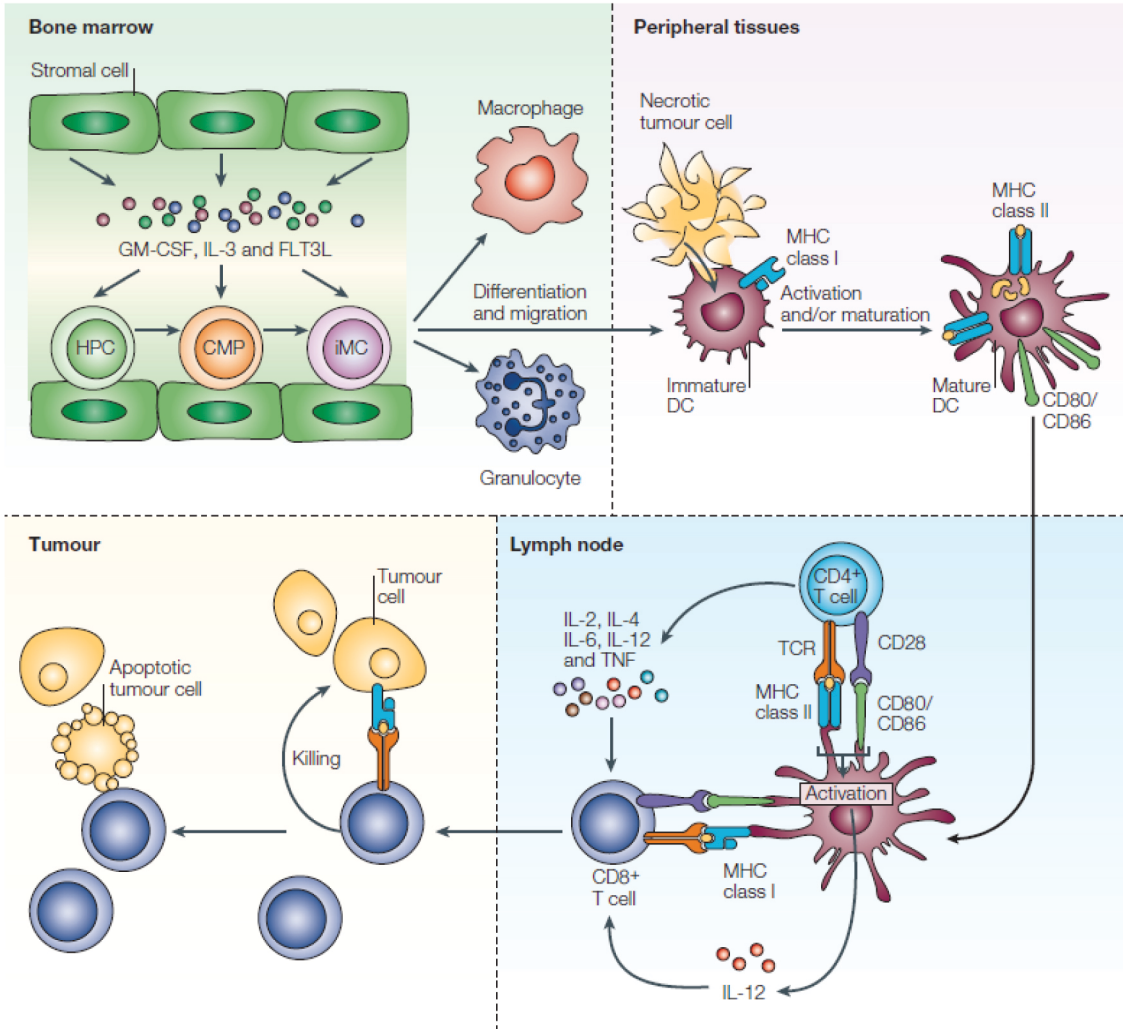 Bone marrow
Stromal cell
GM-CSF, IL-3 and FLT3L
HPC
CMP
iMC
Macrophage
Differentiation
and migration
Granulocyte
Peripheral tissues
Necrotic
tumour cell
MHC
class I
Immature
DC
Activation
and/or maturation
MHC
class II
Mature
DC
CD80/
CD86
Tumour
Tumour
cell
Apoptotic
tumour cell
Killing
Lymph node
CD4+
T cell
IL-2, IL-4
IL-6, IL-12
and TNF
TCR
CD28
MHC
class II
CD80/
CD86
Activation
CD8+
T cell
MHC
class I
IL-12